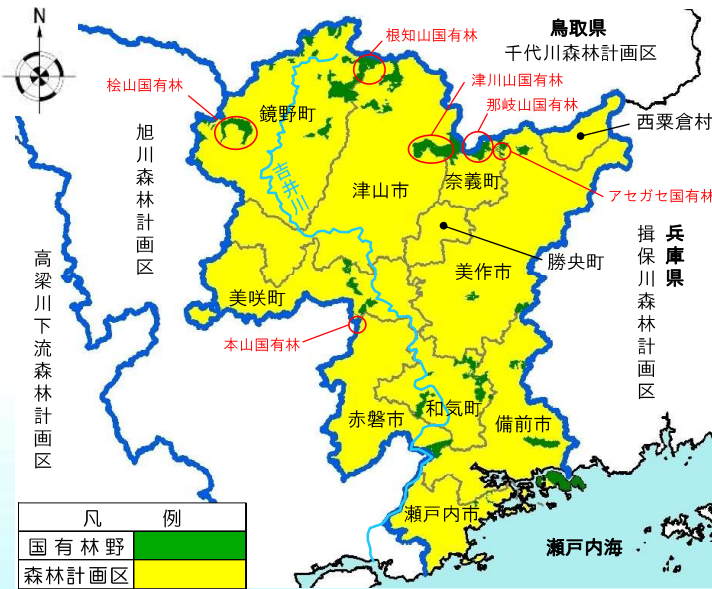 N
鳥取県
千代川森林計画区
根知山国有林
津川山国有林
桧山国有林
那岐山国有林
鏡野町
西粟倉村
旭川森林計画区
吉井川
津山市
奈義町
アセガセ国有林
兵庫県
揖保川森林計画区
勝央町
高梁川下流森林計画区
美咲町
美作市
本山国有林
赤磐市
和気町
備前市
瀬戸内市
瀬戸内海
凡 例
国有林野
森林計画区